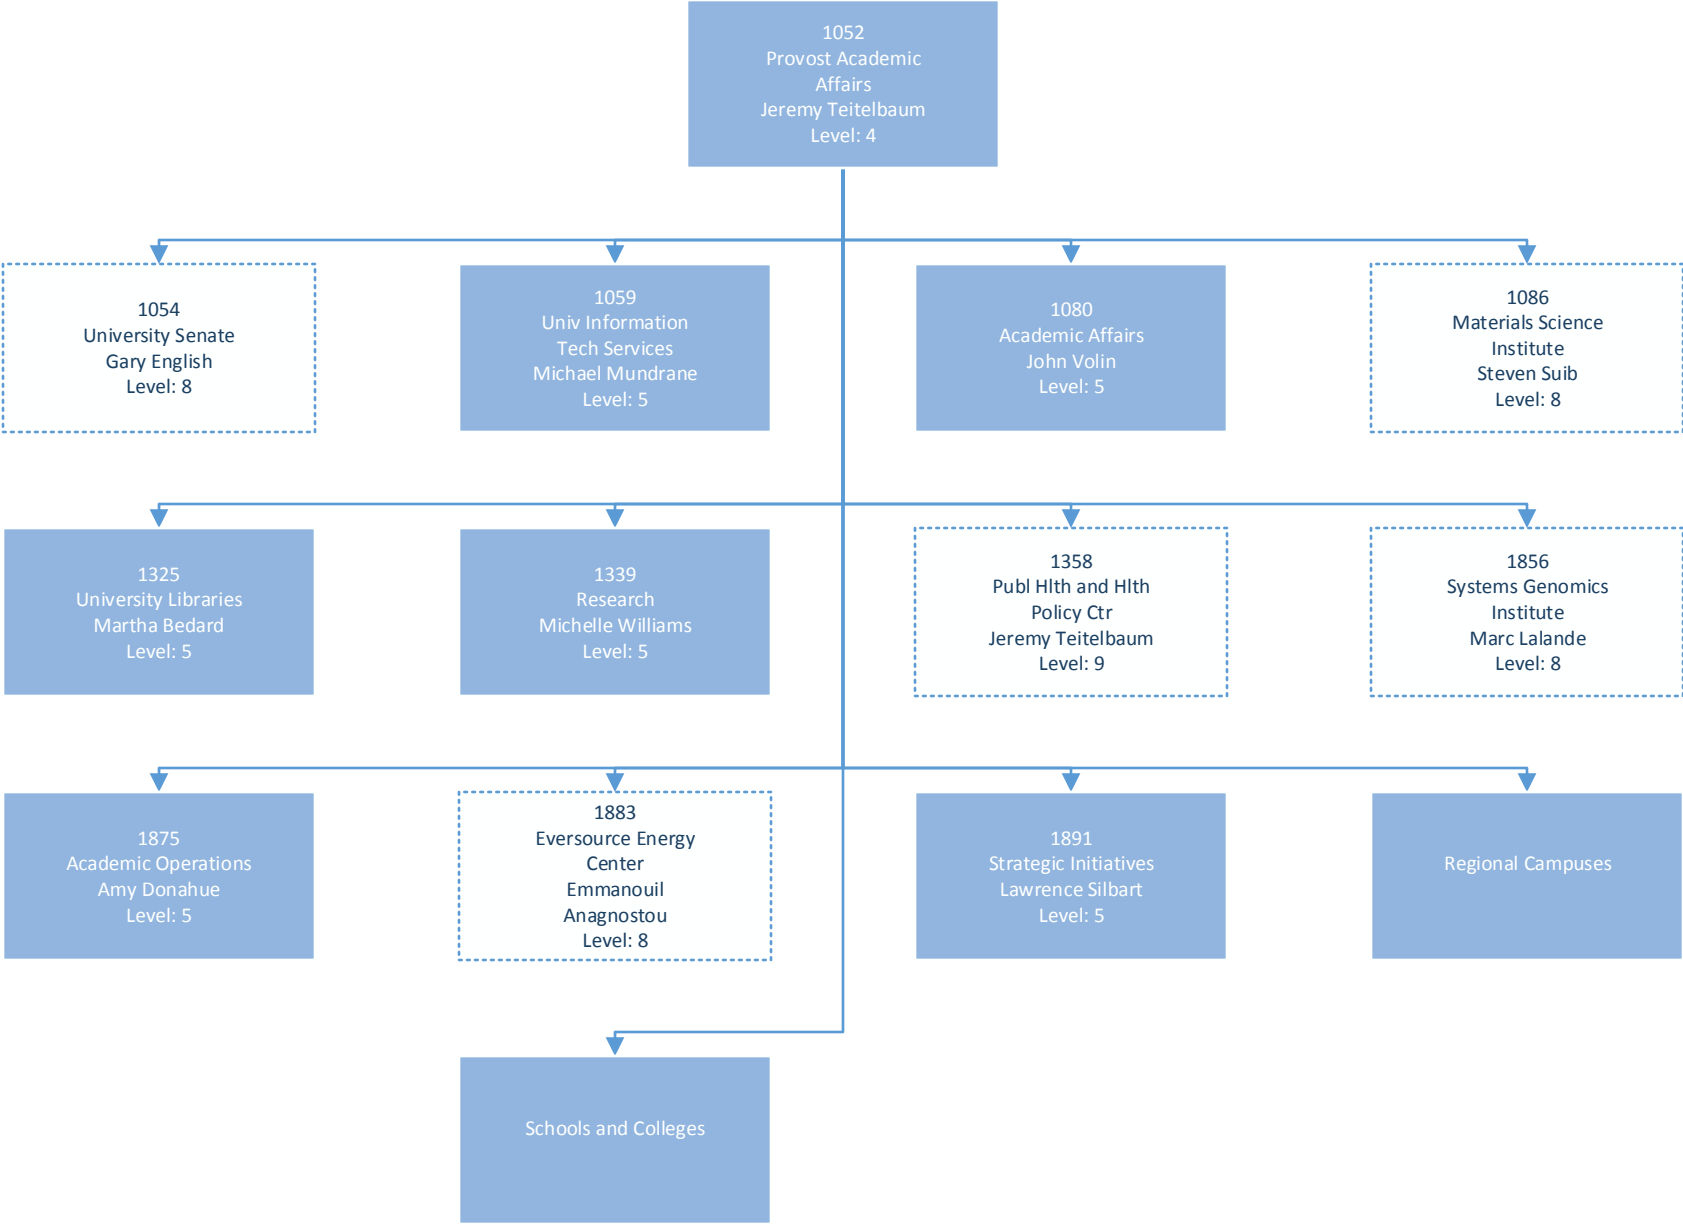 1052
Provost Academic
Affairs
Jeremy Teitelbaum
Level: 4
1054
University Senate
Gary English
Level: 8
1059
Univ Information
Tech Services
Michael Mundrane
Level: 5
1080
Academic Affairs
John Volin
Level: 5
1086
Materials Science
Institute
Steven Suib
Level: 8
1325
University Libraries
Martha Bedard
Level: 5
1339
Research
Michelle Williams
Level: 5
1358
Publ Hlth and Hlth
Policy Ctr
Jeremy Teitelbaum
Level: 9
1856
Systems Genomics
Institute
Marc Lalande
Level: 8
1875
Academic Operations
Amy Donahue
Level: 5
1883
Eversource Energy
Center
Emmanouil
Anagnostou
Level: 8
1891
Strategic Initiatives
Lawrence Silbart
Level: 5
Regional Campuses
Schools and Colleges